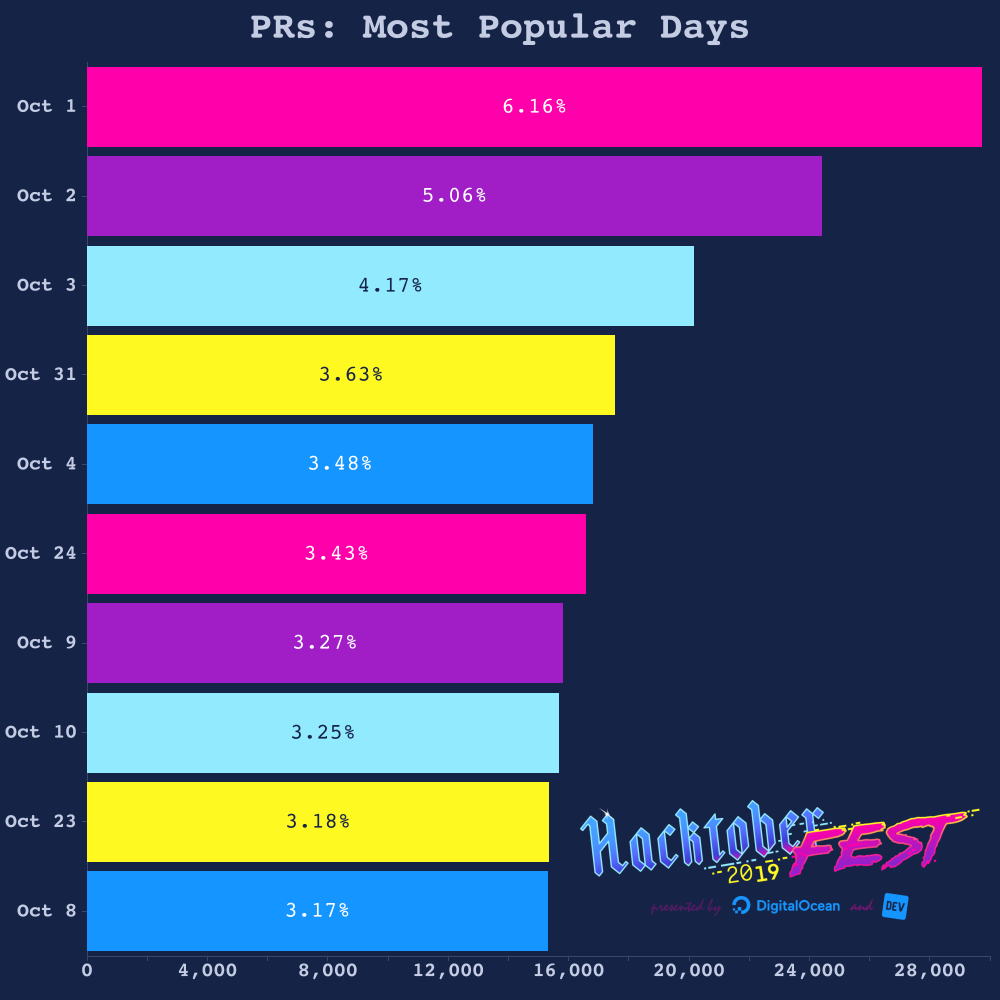 PRs: Most Popular Days
Oct 1 6.16%
Oct 2 5.06%
Oct 3 4.17%
Oct 31 3.63%
Oct 4 3.48%
Oct 24 3.43%
Oct 9 3.27%
Oct 10 3.25%
Oct 23 3.18%
Oct 8 3.17%
Hacktober FEST
2019
presented by DigitalOcean and DEV
0 4,000 8,000 12,000 16,000 20,000 24,000 28,000